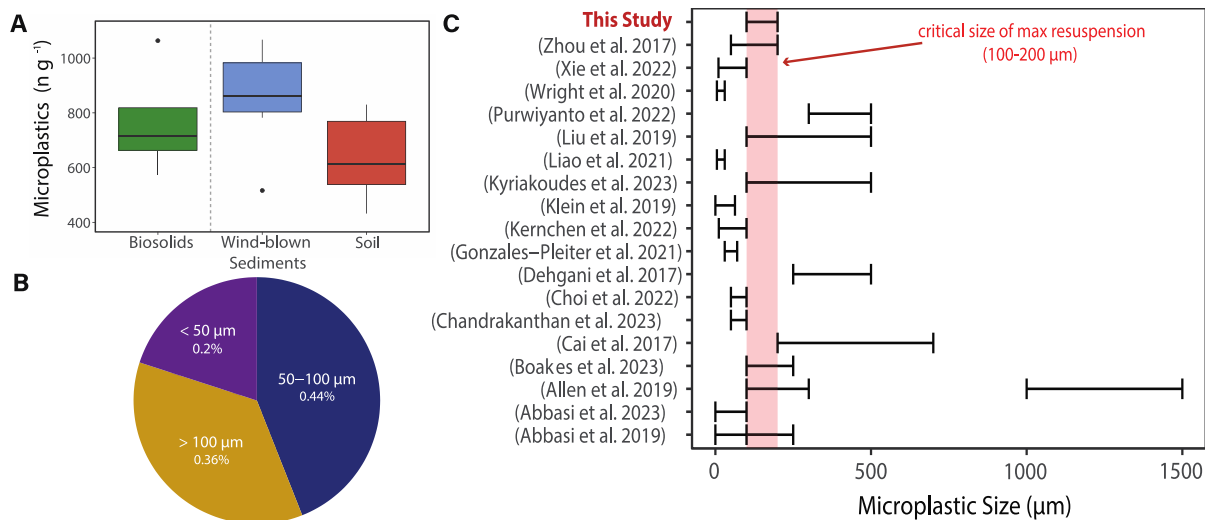 A
Microplastics (n g⁻¹)
1000
800
600
400
Biosolids
Wind-blown
Sediments
Soil
B
< 50 µm
0.2%
50–100 µm
0.44%
> 100 µm
0.36%
C
This Study
(Zhou et al. 2017)
(Xie et al. 2022)
(Wright et al. 2020)
(Purwiyanto et al. 2022)
(Liu et al. 2019)
(Liao et al. 2021)
(Kyriakoudes et al. 2023)
(Klein et al. 2019)
(Kernchen et al. 2022)
(Gonzales–Pleiter et al. 2021)
(Dehgani et al. 2017)
(Choi et al. 2022)
(Chandrakanthan et al. 2023)
(Cai et al. 2017)
(Boakes et al. 2023)
(Allen et al. 2019)
(Abbasi et al. 2023)
(Abbasi et al. 2019)
critical size of max resuspension
(100-200 µm)
0
500
1000
1500
Microplastic Size (µm)